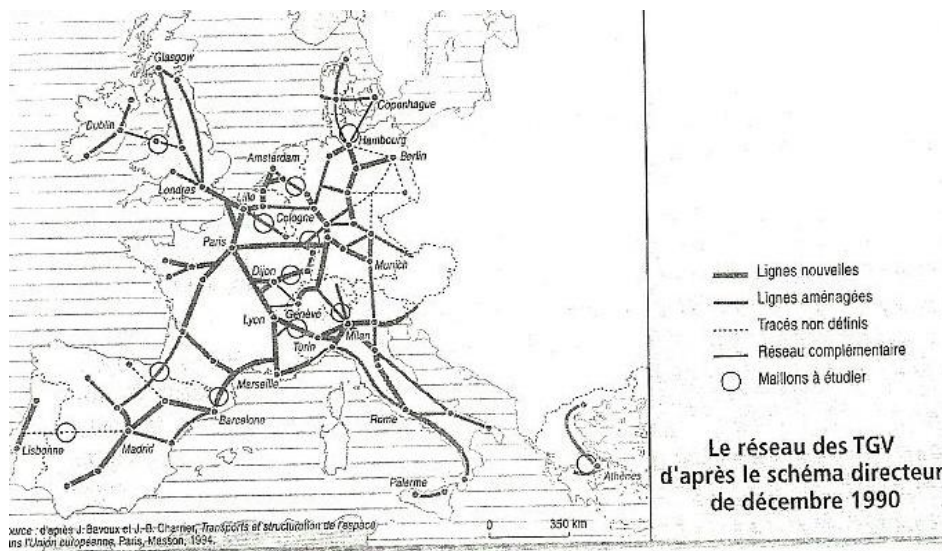 Glasgow
Dublin
Copenhague
Hambourg
Berlin
Amsterdam
Londres
Lille
Cologne
Paris
Munich
Dijon
Genève
Lyon
Milan
Turin
Marseille
Barcelone
Rome
Lisbonne
Madrid
Palerme
Athènes
Lignes nouvelles
Lignes aménagées
Tracés non définis
Réseau complémentaire
Maillons à étudier
Le réseau des TGV
d'après le schéma directeur
de décembre 1990
0 350 km
ource : d'après J. Bavoux et J.-B. Charrier, Transports et structuration de l'espace
ans l'Union européenne, Paris, Masson, 1994.